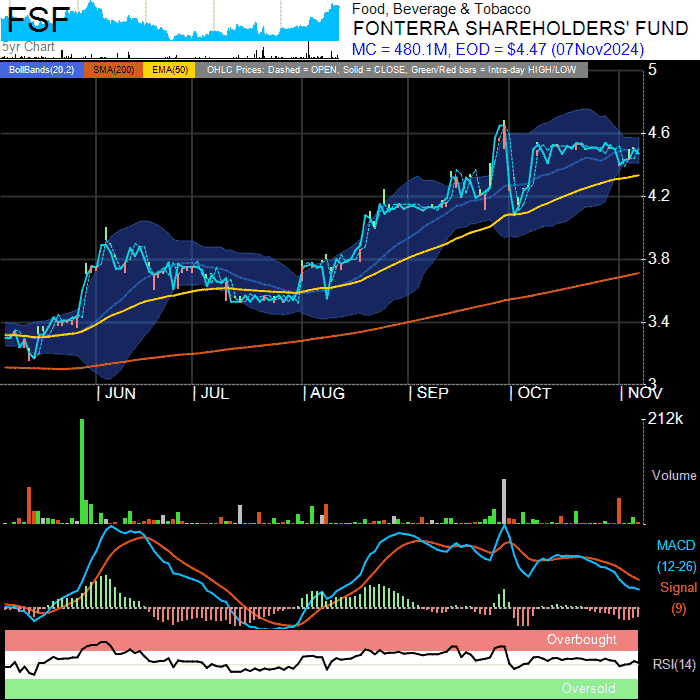 FSF
5yr Chart
Food, Beverage & Tobacco
FONTERRA SHAREHOLDERS' FUND
MC = 480.1M, EOD = $4.47 (07Nov2024)
BollBands(20,2) SMA(200) EMA(50) OHLC Prices: Dashed = OPEN, Solid = CLOSE, Green/Red bars = Intra-day HIGH/LOW
5
4.6
4.2
3.8
3.4
3
JUN JUL AUG SEP OCT NOV
212k
Volume
MACD
(12-26)
Signal
(9)
Overbought
RSI(14)
Oversold